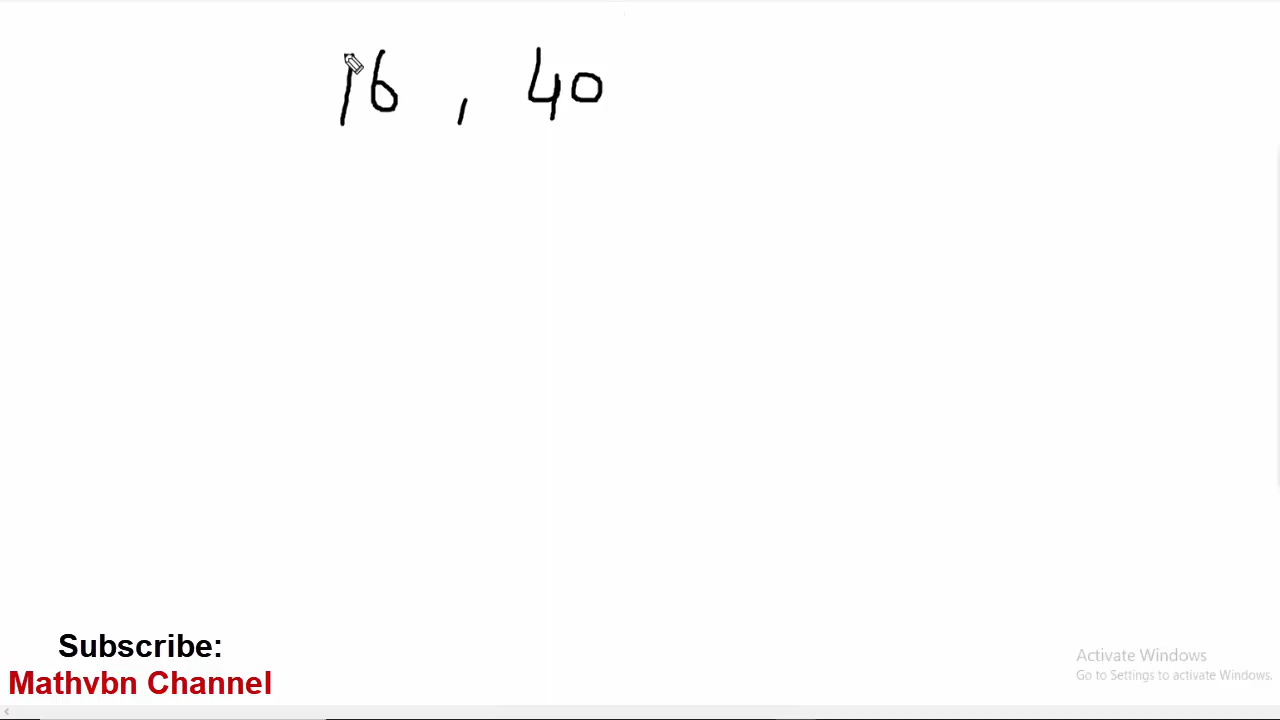 16 , 40
Subscribe:
Mathvbn Channel
Activate Windows
Go to Settings to activate Windows.